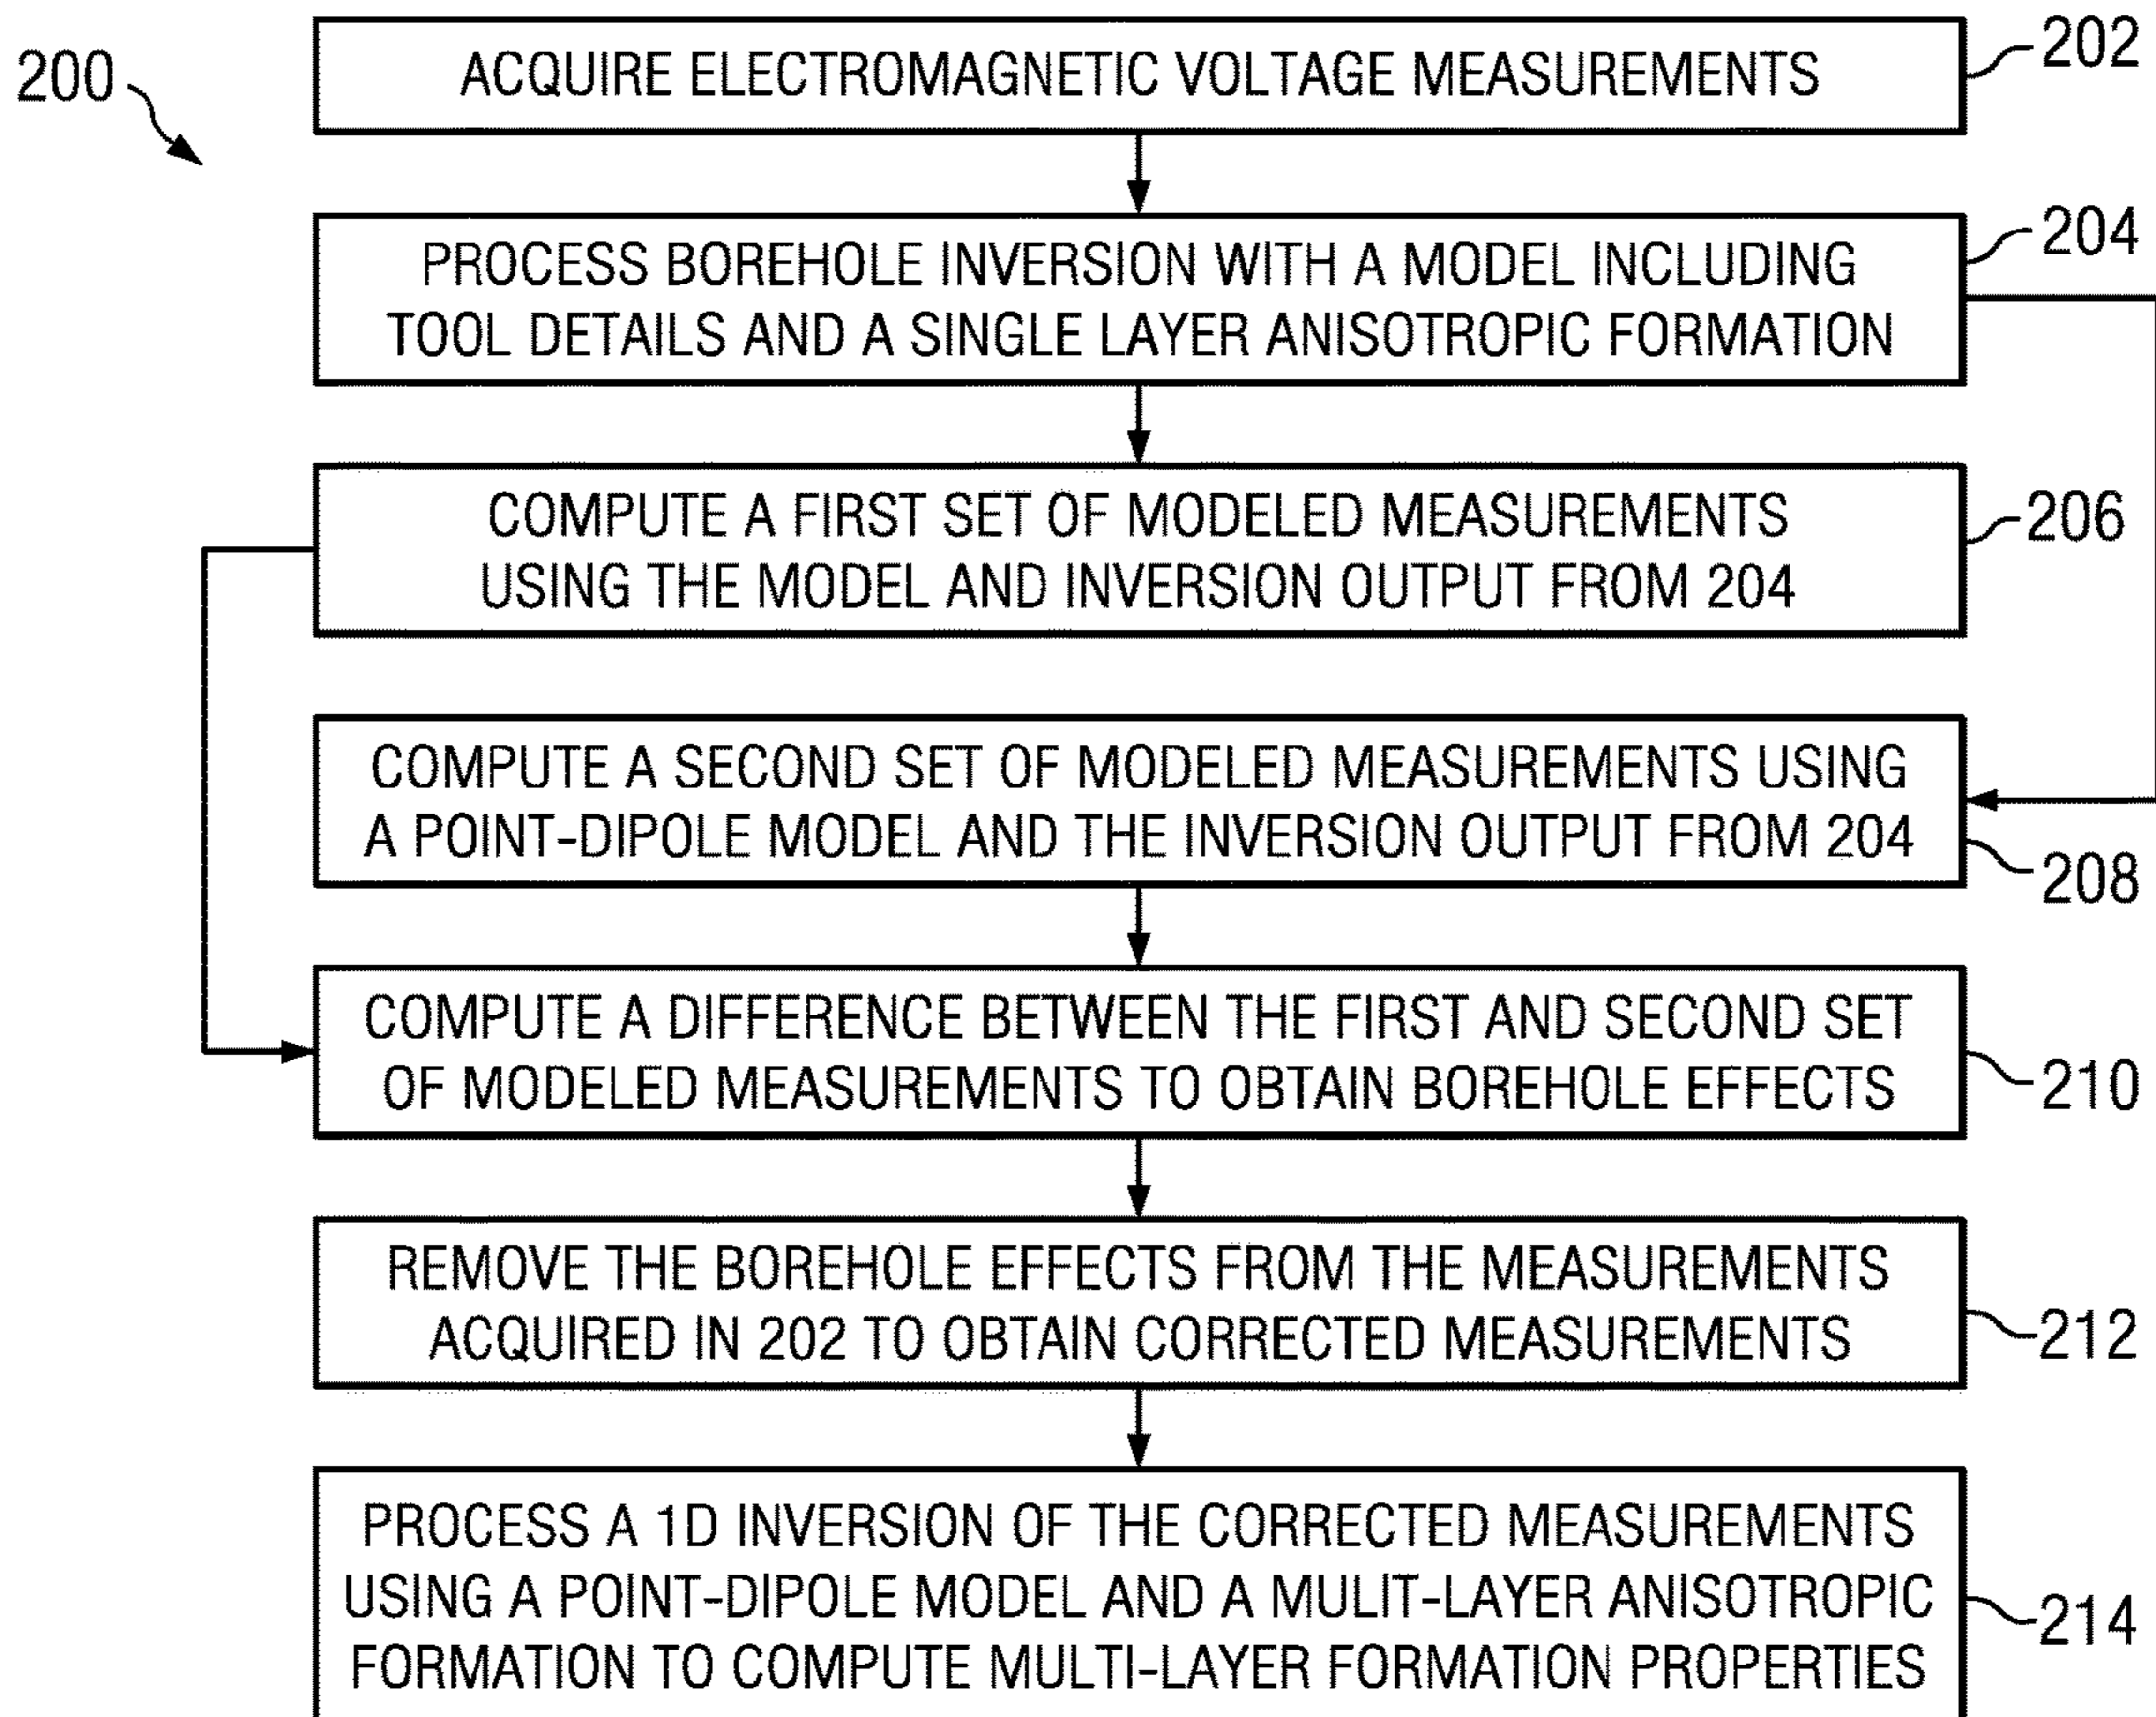 200
ACQUIRE ELECTROMAGNETIC VOLTAGE MEASUREMENTS
202
PROCESS BOREHOLE INVERSION WITH A MODEL INCLUDING
TOOL DETAILS AND A SINGLE LAYER ANISOTROPIC FORMATION
204
COMPUTE A FIRST SET OF MODELED MEASUREMENTS
USING THE MODEL AND INVERSION OUTPUT FROM 204
206
COMPUTE A SECOND SET OF MODELED MEASUREMENTS USING
A POINT-DIPOLE MODEL AND THE INVERSION OUTPUT FROM 204
208
COMPUTE A DIFFERENCE BETWEEN THE FIRST AND SECOND SET
OF MODELED MEASUREMENTS TO OBTAIN BOREHOLE EFFECTS
210
REMOVE THE BOREHOLE EFFECTS FROM THE MEASUREMENTS
ACQUIRED IN 202 TO OBTAIN CORRECTED MEASUREMENTS
212
PROCESS A 1D INVERSION OF THE CORRECTED MEASUREMENTS
USING A POINT-DIPOLE MODEL AND A MULIT-LAYER ANISOTROPIC
FORMATION TO COMPUTE MULTI-LAYER FORMATION PROPERTIES
214